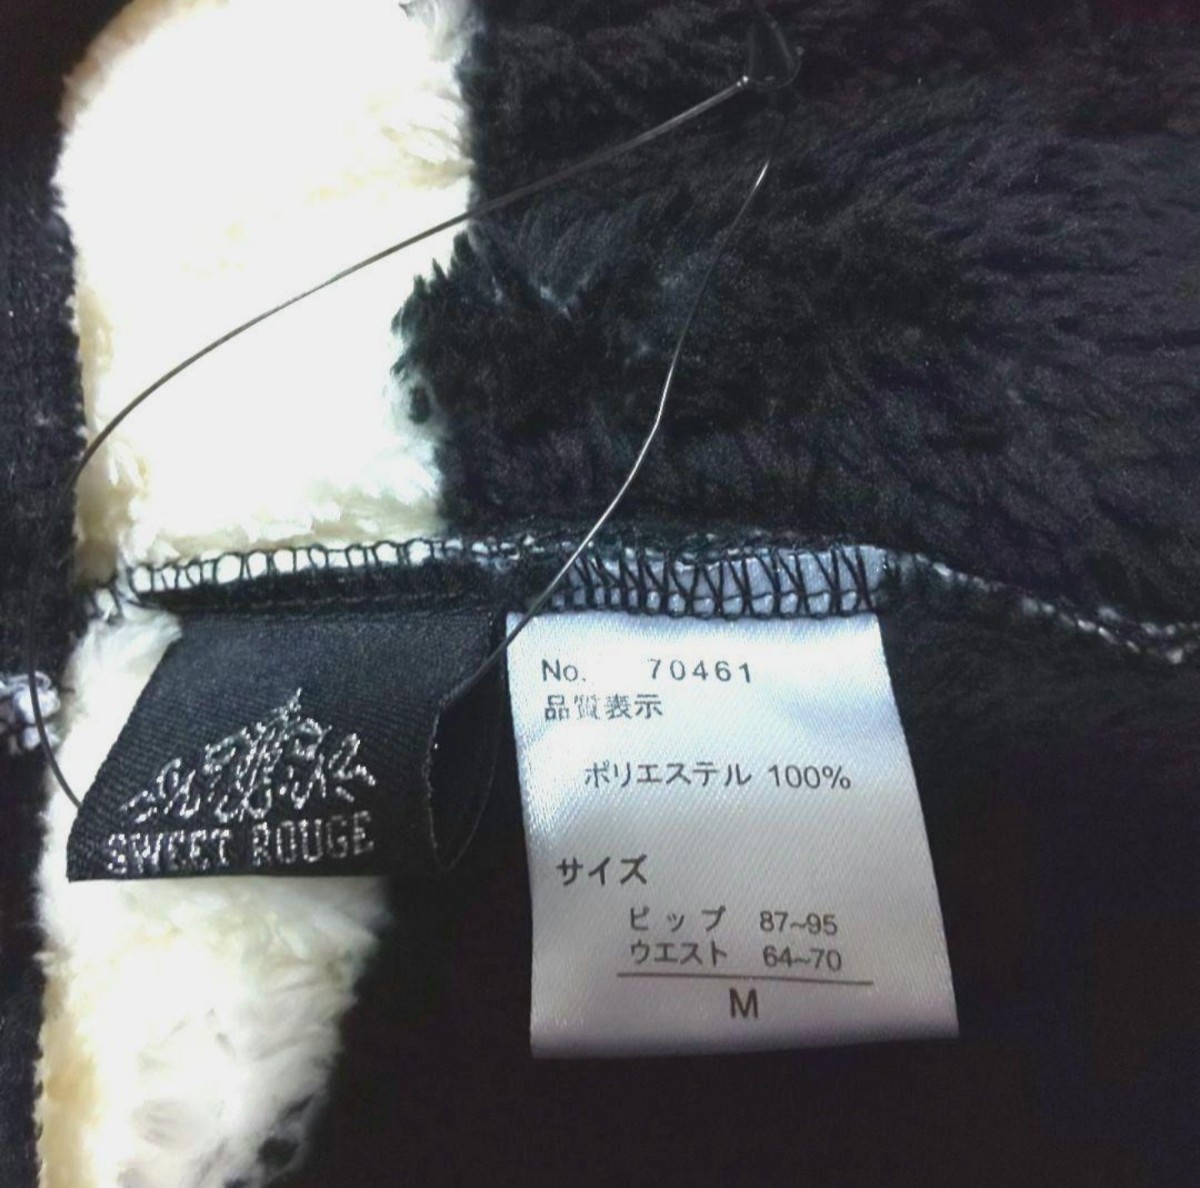 SWEET ROUGE
No. 70461
品質表示
ポリエステル 100%
サイズ
ヒップ 87~95
ウエスト 64~70
M